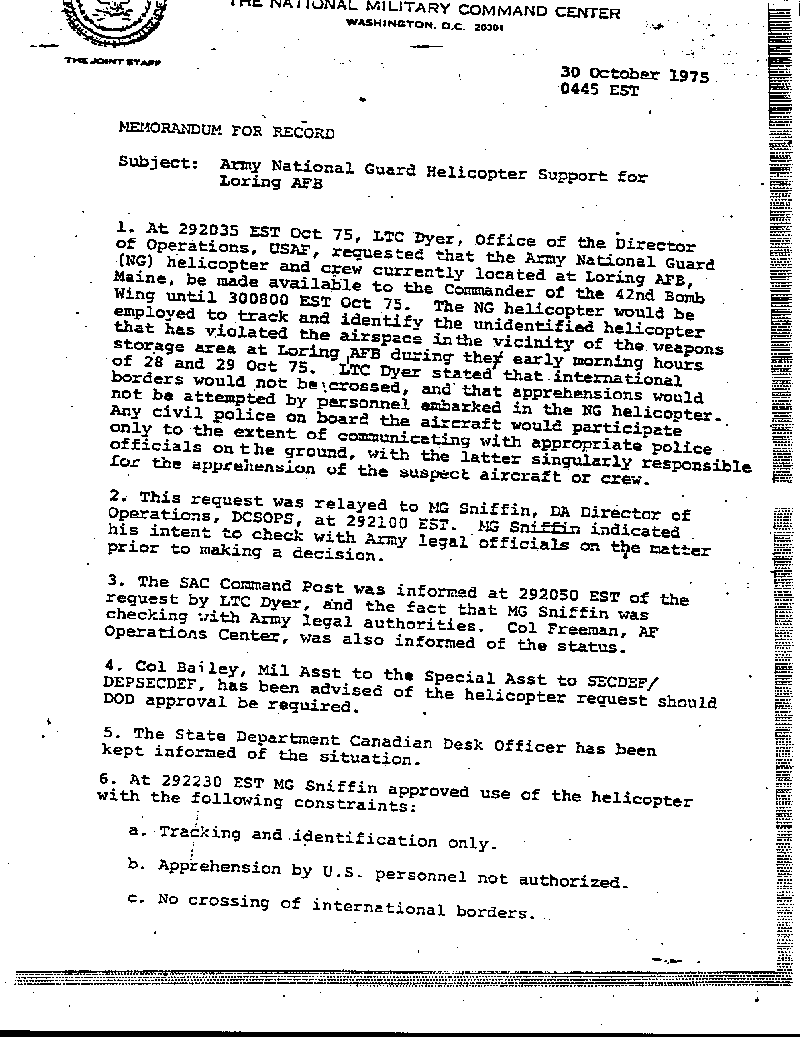 THE NATIONAL MILITARY COMMAND CENTER
WASHINGTON, D.C. 20301
THE JOINT STAFF
30 October 1975
0445 EST
MEMORANDUM FOR RECORD
Subject: Army National Guard Helicopter Support for
Loring AFB
1. At 292035 EST Oct 75, LTC Dyer, Office of the Director
of Operations, USAF, requested that the Army National Guard
(NG) helicopter and crew currently located at Loring AFB,
Maine, be made available to the Commander of the 42nd Bomb
Wing until 300800 EST Oct 75. The NG helicopter would be
employed to track and identify the unidentified helicopter
that has violated the airspace in the vicinity of the weapons
storage area at Loring AFB during they early morning hours
of 28 and 29 Oct 75. LTC Dyer stated that international
borders would not be crossed, and that apprehensions would
not be attempted by personnel embarked in the NG helicopter.
Any civil police on board the aircraft would participate
only to the extent of communicating with appropriate police
officials on the ground, with the latter singularly responsible
for the apprehension of the suspect aircraft or crew.
2. This request was relayed to MG Sniffin, DA Director of
Operations, DCSOPS, at 292100 EST. MG Sniffin indicated
his intent to check with Army legal officials on the matter
prior to making a decision.
3. The SAC Command Post was informed at 292050 EST of the
request by LTC Dyer, and the fact that MG Sniffin was
checking with Army legal authorities. Col Freeman, AF
Operations Center, was also informed of the status.
4. Col Bailey, Mil Asst to the Special Asst to SECDEF/
DEPSECDEF, has been advised of the helicopter request should
DOD approval be required.
5. The State Department Canadian Desk Officer has been
kept informed of the situation.
6. At 292230 EST MG Sniffin approved use of the helicopter
with the following constraints:
a. Tracking and identification only.
b. Apprehension by U.S. personnel not authorized.
c. No crossing of international borders.